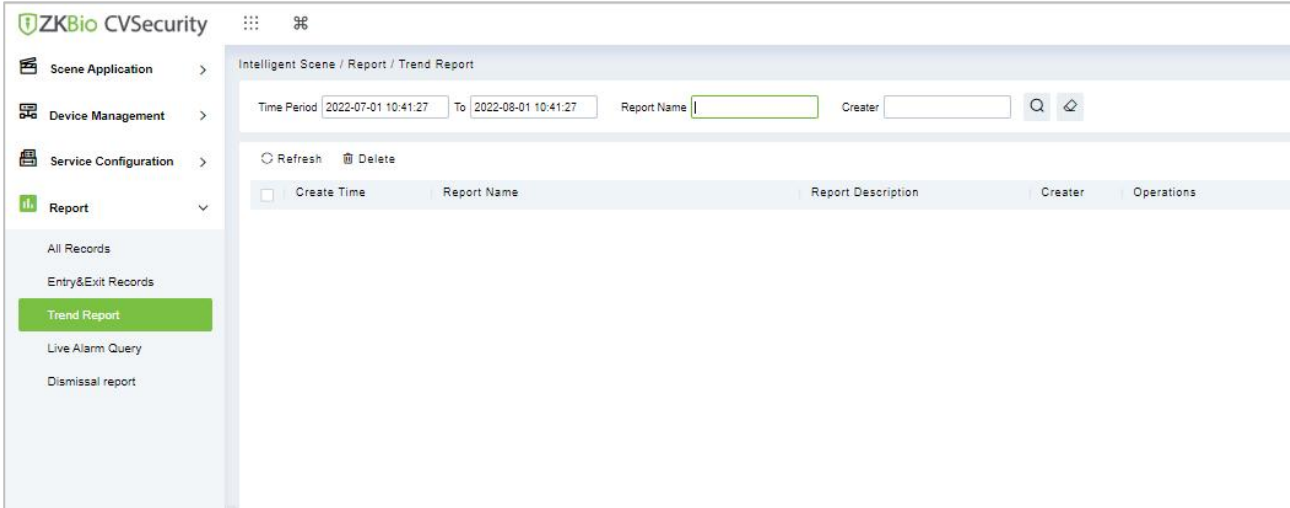 ZKBio CVSecurity
Scene Application
Device Management
Service Configuration
Report
All Records
Entry&Exit Records
Trend Report
Live Alarm Query
Dismissal report
Intelligent Scene / Report / Trend Report
Time Period 2022-07-01 10:41:27 To 2022-08-01 10:41:27 Report Name Creater
Refresh Delete
Create Time Report Name Report Description Creater Operations